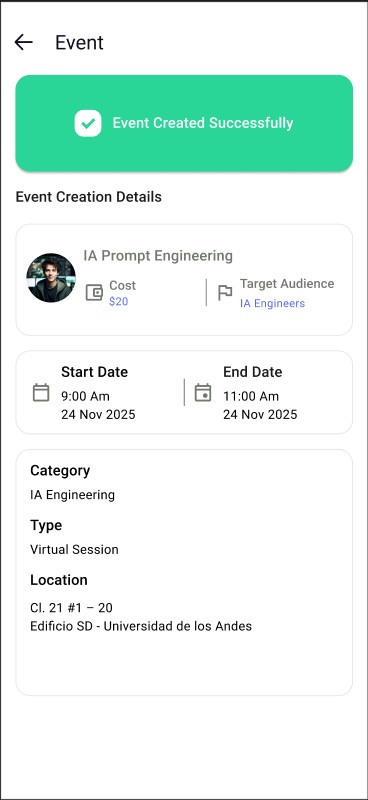 Event
Event Created Successfully
Event Creation Details
IA Prompt Engineering
Cost
$20
Target Audience
IA Engineers
Start Date
9:00 Am
24 Nov 2025
End Date
11:00 Am
24 Nov 2025
Category
IA Engineering
Type
Virtual Session
Location
Cl. 21 #1 – 20
Edificio SD - Universidad de los Andes